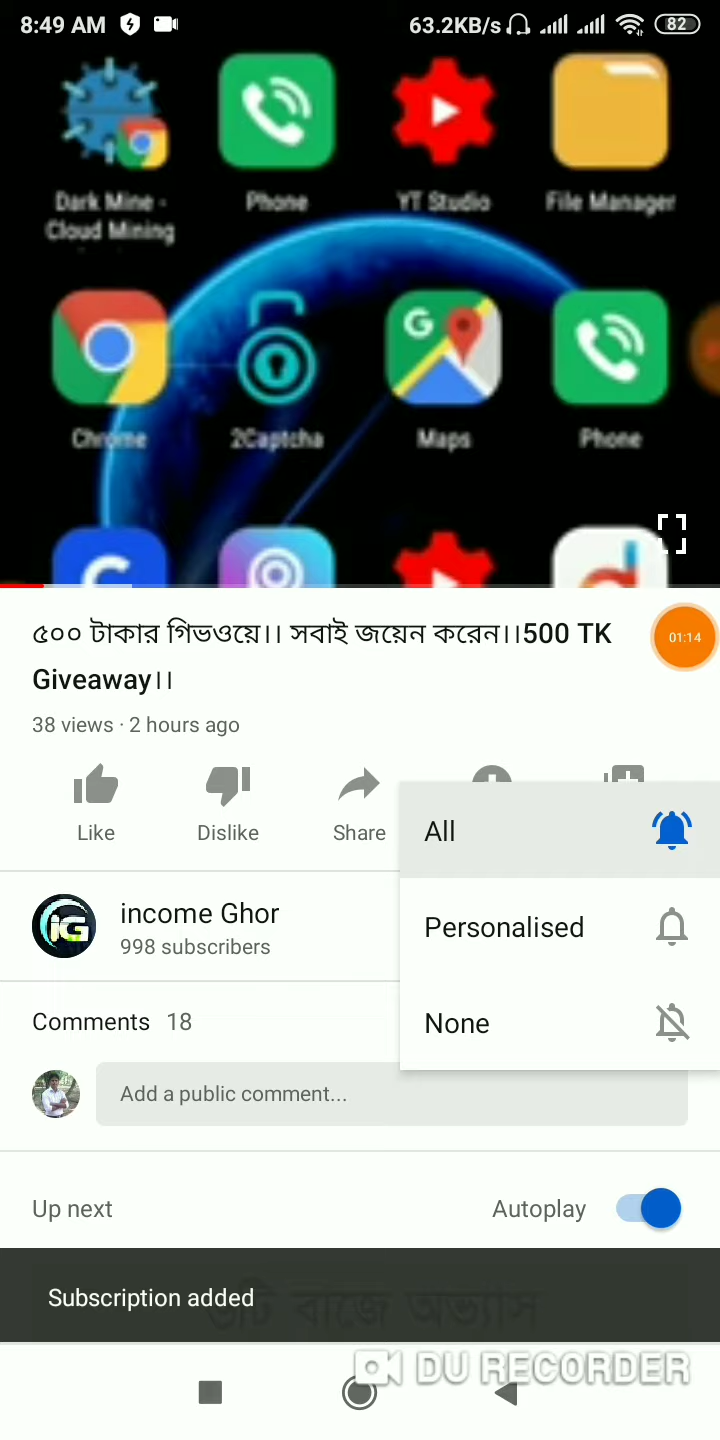 8:49 AM 63.2KB/s 82
Dark Mine - Phone YT Studio File Manager
Cloud Mining
Chrome 2Captcha Maps Phone
৫০০ টাকার গিভওয়ে।। সবাই জয়েন করেন।।500 TK
Giveaway।।
01:14
38 views · 2 hours ago
Like Dislike Share
All
Personalised
None
iG
income Ghor
998 subscribers
Comments 18
Add a public comment...
Up next Autoplay
Subscription added
টি বাজে অভ্যাস
DU RECORDER